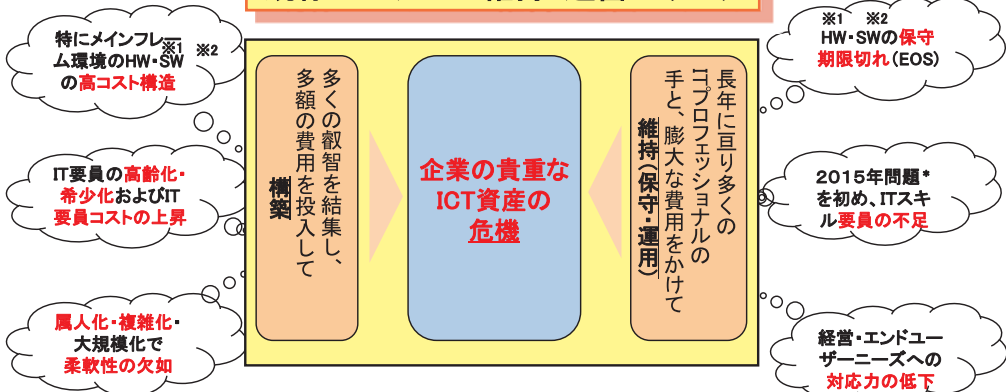 特にメインフレー
ム環境のHW・SW
※1 ※2
の高コスト構造
IT要員の高齢化・
希少化およびIT
要員コストの上昇
属人化・複雑化・
大規模化で
柔軟性の欠如
多くの叡智を結集し、
多額の費用を投入して
構築
企業の貴重な
ICT資産の
危機
長年に亘り多くの
ITプロフェッショナルの
手と、膨大な費用をかけて
維持(保守・運用)
※1 ※2
HW・SWの保守
期限切れ(EOS)
2015年問題*
を初め、ITスキ
ル要員の不足
経営・エンドユー
ザーニーズへの
対応力の低下